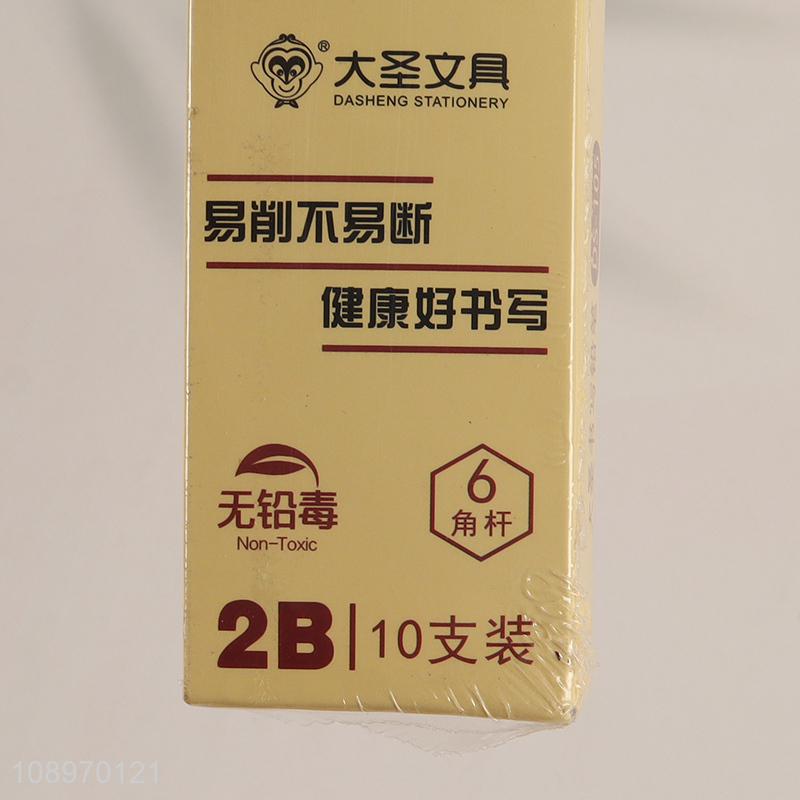 ®
大圣文具
DASHENG STATIONERY
易削不易断
健康好书写
无铅毒
Non-Toxic
6
角杆
2B|10支装
108970121